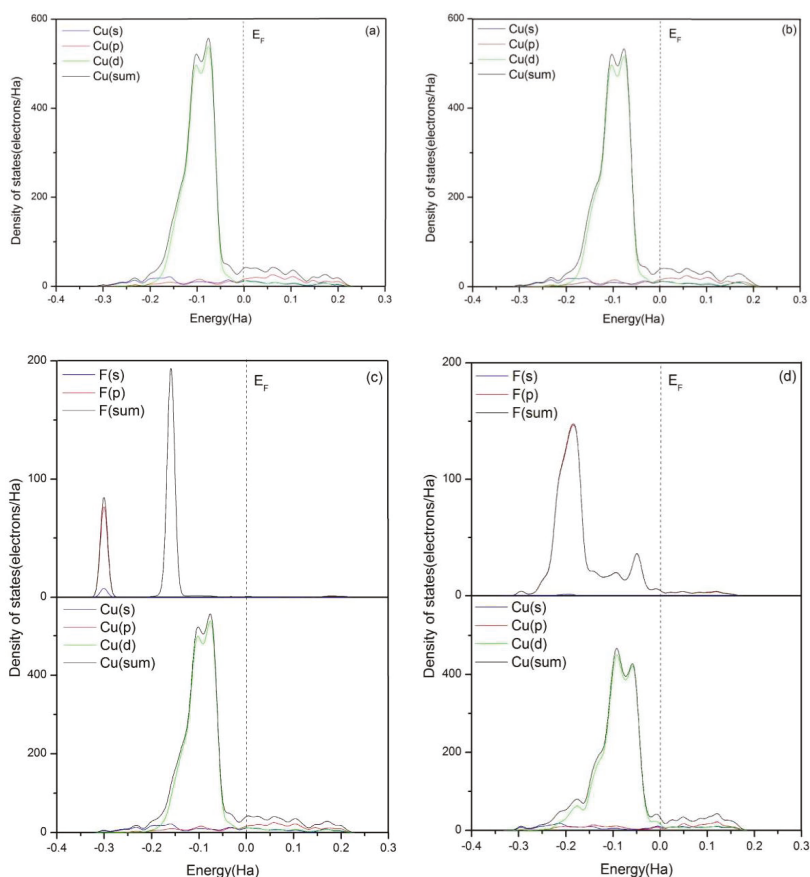 Cu(s)
Cu(p)
Cu(d)
Cu(sum)
E_F
(a)
Density of states(electrons/Ha)
600
400
200
0
-0.4 -0.3 -0.2 -0.1 0.0 0.1 0.2 0.3
Energy(Ha)
Cu(s)
Cu(p)
Cu(d)
Cu(sum)
E_F
(b)
Density of states(electrons/Ha)
600
400
200
0
-0.4 -0.3 -0.2 -0.1 0.0 0.1 0.2 0.3
Energy(Ha)
F(s)
F(p)
F(sum)
E_F
(c)
Density of states(electrons/Ha)
200
100
0
Cu(s)
Cu(p)
Cu(d)
Cu(sum)
400
200
0
-0.4 -0.3 -0.2 -0.1 0.0 0.1 0.2 0.3
Energy(Ha)
F(s)
F(p)
F(sum)
E_F
(d)
Density of states(electrons/Ha)
200
100
0
Cu(s)
Cu(p)
Cu(d)
Cu(sum)
400
200
0
-0.4 -0.3 -0.2 -0.1 0.0 0.1 0.2 0.3
Energy(Ha)